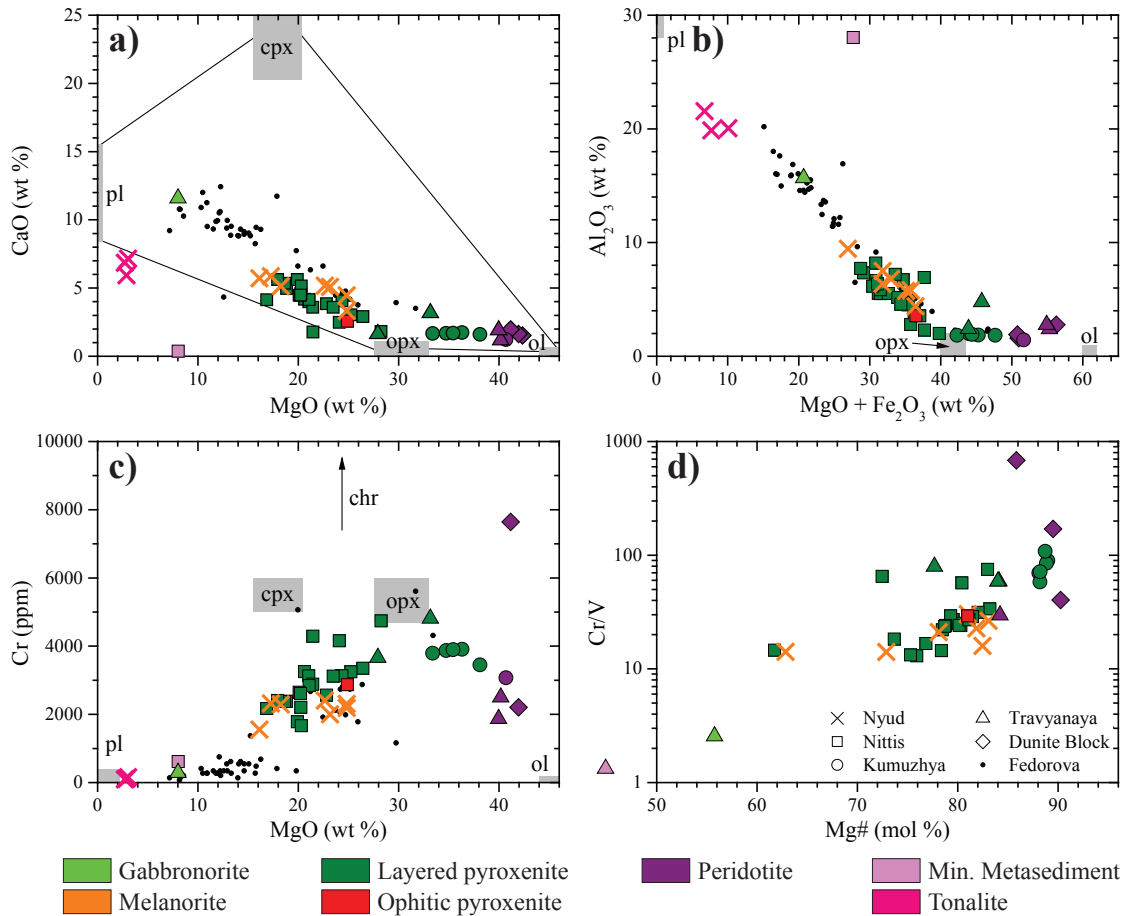 a)
CaO (wt %)
25
20
15
10
5
0
0
10
20
30
40
MgO (wt %)
cpx
pl
opx
ol
b)
Al2O3 (wt %)
30
20
10
0
0
10
20
30
40
50
60
MgO + Fe2O3 (wt %)
pl
opx
ol
c)
Cr (ppm)
10000
8000
6000
4000
2000
0
0
10
20
30
40
MgO (wt %)
chr
cpx
opx
pl
ol
d)
Cr/V
1000
100
10
1
50
60
70
80
90
Mg# (mol %)
Nyud
Travyanaya
Nittis
Dunite Block
Kumuzhya
Fedorova
Gabbronorite
Layered pyroxenite
Peridotite
Min. Metasediment
Melanorite
Ophitic pyroxenite
Tonalite